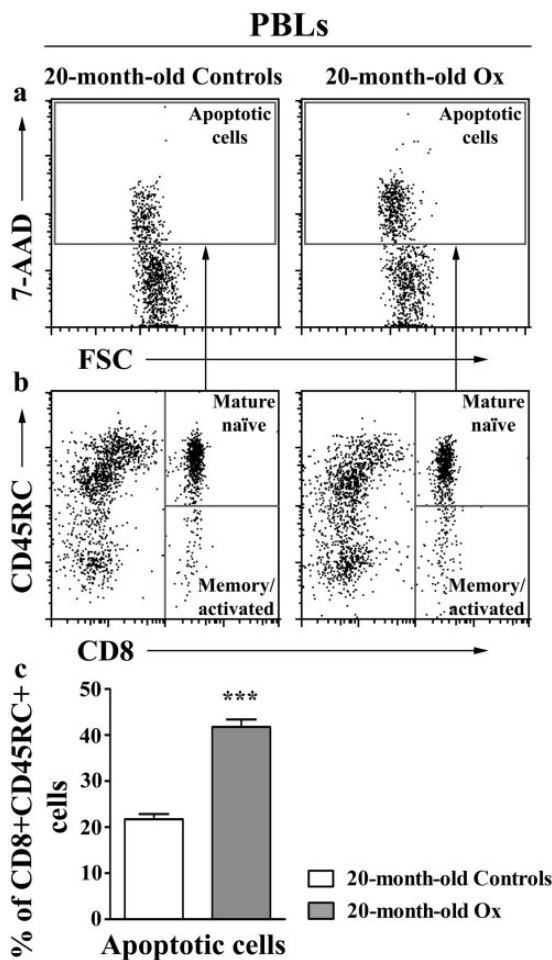 PBLs
20-month-old Controls
20-month-old Ox
a
Apoptotic
cells
Apoptotic
cells
7-AAD
FSC
b
Mature
naïve
Mature
naïve
CD45RC
Memory/
activated
Memory/
activated
CD8
c
% of CD8+CD45RC+
cells
50
40
30
20
10
0
***
Apoptotic cells
20-month-old Controls
20-month-old Ox